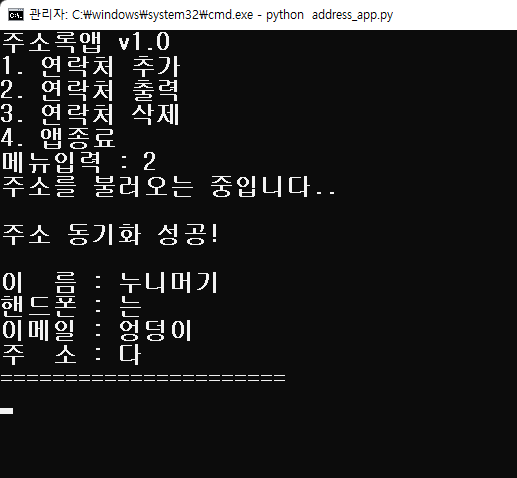 관리자: C:₩windows₩system32₩cmd.exe - python  address_app.py
주소록앱 v1.0
1. 연락처 추가
2. 연락처 출력
3. 연락처 삭제
4. 앱종료
메뉴입력 : 2
주소를 불러오는 중입니다..
주소 동기화 성공!
이  름 : 누니머기
핸드폰 : 는
이메일 : 엉덩이
주  소 : 다
======================